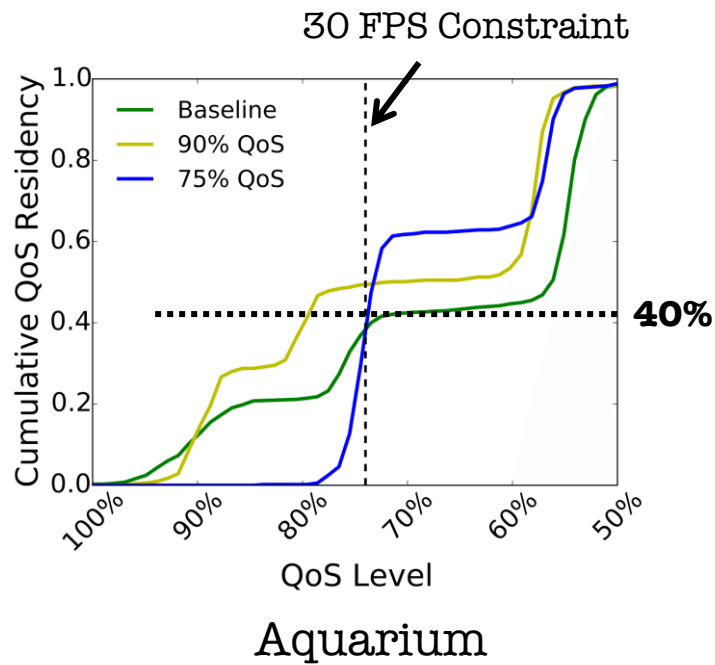 30 FPS Constraint
Cumulative QoS Residency
1.0
0.8
0.6
0.4
0.2
0.0
Baseline
90% QoS
75% QoS
40%
100%
90%
80%
70%
60%
50%
QoS Level
Aquarium